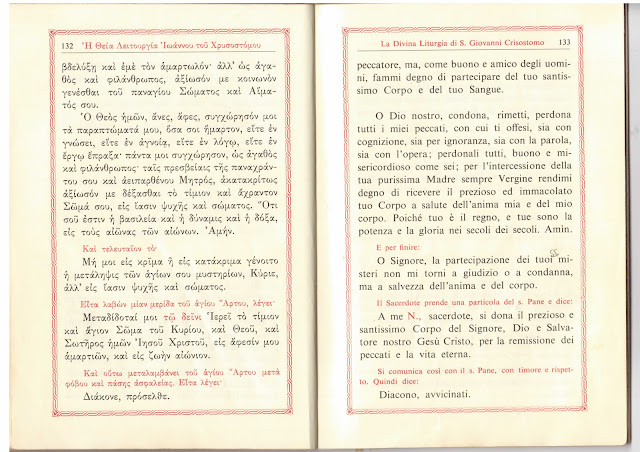 132 Ἡ Θεία Λειτουργία Ἰωάννου τοῦ Χρυσοστόμου
βδελύξῃ καὶ ἐμὲ τὸν ἁμαρτωλόν· ἀλλ' ὡς ἀγα-
θὸς καὶ φιλάνθρωπος, ἀξίωσόν με κοινωνὸν
γενέσθαι τοῦ παναγίου Σώματος καὶ Αἵμα-
τός σου.
Ὁ Θεὸς ἡμῶν, ἄνες, ἄφες, συγχώρησόν μοι
τὰ παραπτώματά μου, ὅσα σοι ἥμαρτον, εἴτε ἐν
γνώσει, εἴτε ἐν ἀγνοίᾳ, εἴτε ἐν λόγῳ, εἴτε ἐν
ἔργῳ ἔπραξα· πάντα μοι συγχώρησον, ὡς ἀγαθὸς
καὶ φιλάνθρωπος· ταῖς πρεσβείαις τῆς παναχράν-
του σου καὶ ἀειπαρθένου Μητρός, ἀκατακρίτως
ἀξίωσόν με δέξασθαι τὸ τίμιον καὶ ἄχραντον
Σῶμά σου, εἰς ἴασιν ψυχῆς καὶ σώματος. Ὅτι
σοῦ ἐστιν ἡ βασιλεία καὶ ἡ δύναμις καὶ ἡ δόξα,
εἰς τοὺς αἰῶνας τῶν αἰώνων. Ἀμήν.
Καὶ τελευταῖον τὸ·
Μή μοι εἰς κρῖμα ἢ εἰς κατάκριμα γένοιτο
ἡ μετάληψις τῶν ἁγίων σου μυστηρίων, Κύριε,
ἀλλ' εἰς ἴασιν ψυχῆς καὶ σώματος.
Εἶτα λαβὼν μίαν μερίδα τοῦ ἁγίου Ἄρτου, λέγει·
Μεταδίδοταί μοι τῷ δεῖνι Ἱερεῖ τὸ τίμιον
καὶ ἅγιον Σῶμα τοῦ Κυρίου, καὶ Θεοῦ, καὶ
Σωτῆρος ἡμῶν Ἰησοῦ Χριστοῦ, εἰς ἄφεσίν μου
ἁμαρτιῶν, καὶ εἰς ζωὴν αἰώνιον.
Καὶ οὕτω μεταλαμβάνει τοῦ ἁγίου Ἄρτου μετὰ
φόβου καὶ πάσης ἀσφαλείας. Εἶτα λέγει·
Διάκονε, πρόσελθε.
La Divina Liturgia di S. Giovanni Crisostomo 133
peccatore, ma, come buono e amico degli uomi-
ni, fammi degno di partecipare del tuo santis-
simo Corpo e del tuo Sangue.
O Dio nostro, condona, rimetti, perdona
tutti i miei peccati, con cui ti offesi, sia con
cognizione, sia per ignoranza, sia con la parola,
sia con l'opera; perdonali tutti, buono e mi-
sericordioso come sei; per l'intercessione della
tua purissima Madre sempre Vergine rendimi
degno di ricevere il prezioso ed immacolato
tuo Corpo a salute dell'anima mia e del mio
corpo. Poiché tuo è il regno, e tue sono la
potenza e la gloria nei secoli dei secoli. Amìn.
E per finire:
O Signore, la partecipazione dei tuoi mi-
steri non mi torni a giudizio o a condanna,
ma a salvezza dell'anima e del corpo.
Il Sacerdote prende una particola del s. Pane e dice:
A me N., sacerdote, si dona il prezioso e
santissimo Corpo del Signore, Dio e Salva-
tore nostro Gesù Cristo, per la remissione dei
peccati e la vita eterna.
Si comunica così con il s. Pane, con timore e rispet-
to. Quindi dice:
Diacono, avvicinati.